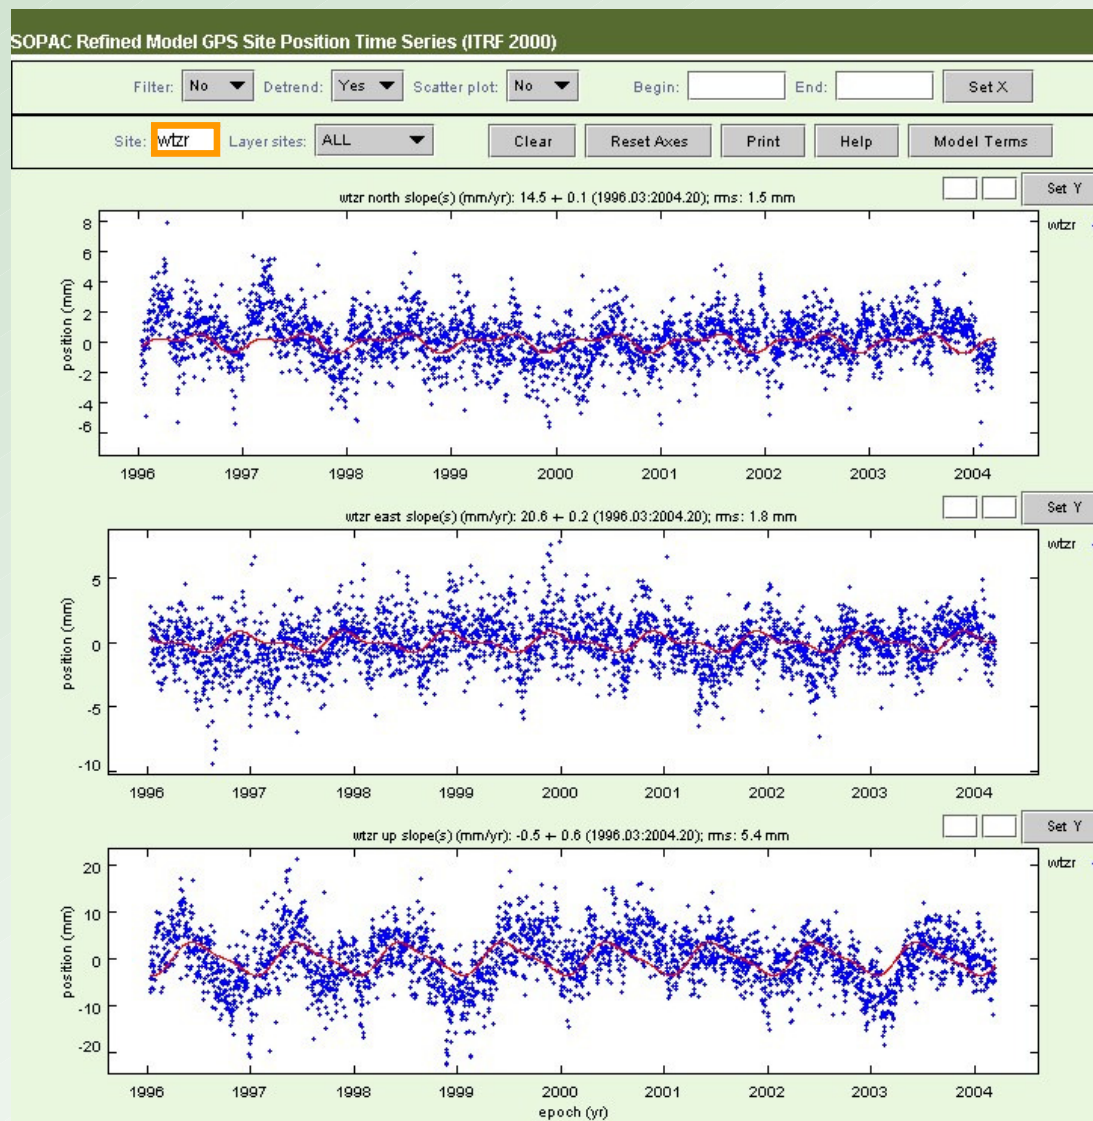 SOPAC Refined Model GPS Site Position Time Series (ITRF 2000)
Filter: No Detrend: Yes Scatter plot: No Begin: End: Set X
Site: wtzr Layer sites: ALL Clear Reset Axes Print Help Model Terms
wtzr north slope(s) (mm/yr): 14.5 + 0.1 (1996.03:2004.20); rms: 1.5 mm
Set Y
wtzr
position (mm)
8
6
4
2
0
-2
-4
-6
1996 1997 1998 1999 2000 2001 2002 2003 2004
wtzr east slope(s) (mm/yr): 20.6 + 0.2 (1996.03:2004.20); rms: 1.8 mm
Set Y
wtzr
position (mm)
5
0
-5
-10
1996 1997 1998 1999 2000 2001 2002 2003 2004
wtzr up slope(s) (mm/yr): -0.5 + 0.6 (1996.03:2004.20); rms: 5.4 mm
Set Y
wtzr
position (mm)
20
10
0
-10
-20
1996 1997 1998 1999 2000 2001 2002 2003 2004
epoch (yr)